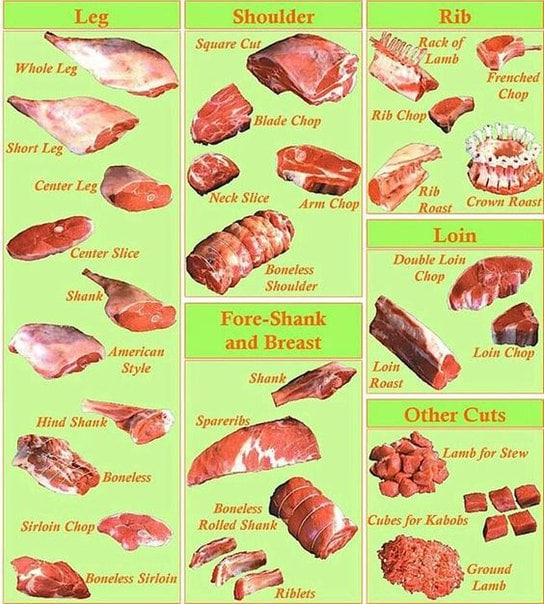 Leg
Whole Leg
Short Leg
Center Leg
Center Slice
Shank
American
Style
Hind Shank
Boneless
Sirloin Chop
Boneless Sirloin
Shoulder
Square Cut
Blade Chop
Neck Slice
Arm Chop
Boneless
Shoulder
Fore-Shank
and Breast
Shank
Spareribs
Boneless
Rolled Shank
Riblets
Rib
Rack of
Lamb
Frenched
Chop
Rib Chop
Rib
Roast
Crown Roast
Loin
Double Loin
Chop
Loin Chop
Loin
Roast
Other Cuts
Lamb for Stew
Cubes for Kabobs
Ground
Lamb